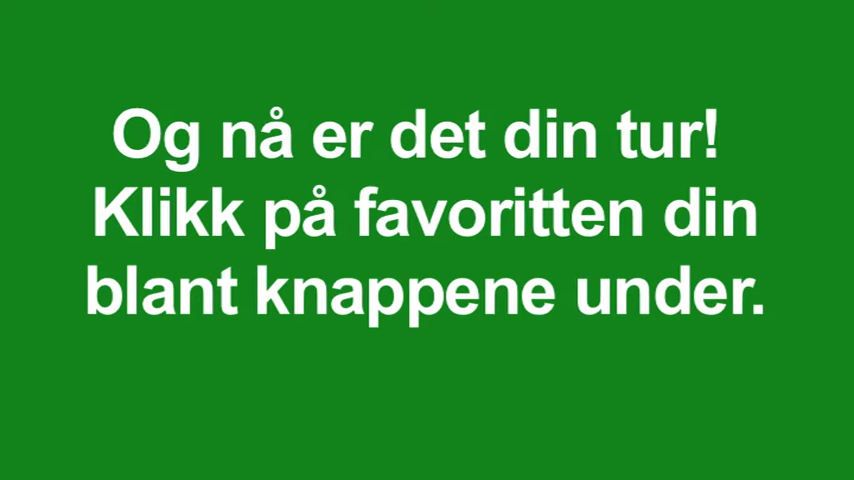 Og nå er det din tur!
Klikk på favoritten din
blant knappene under.